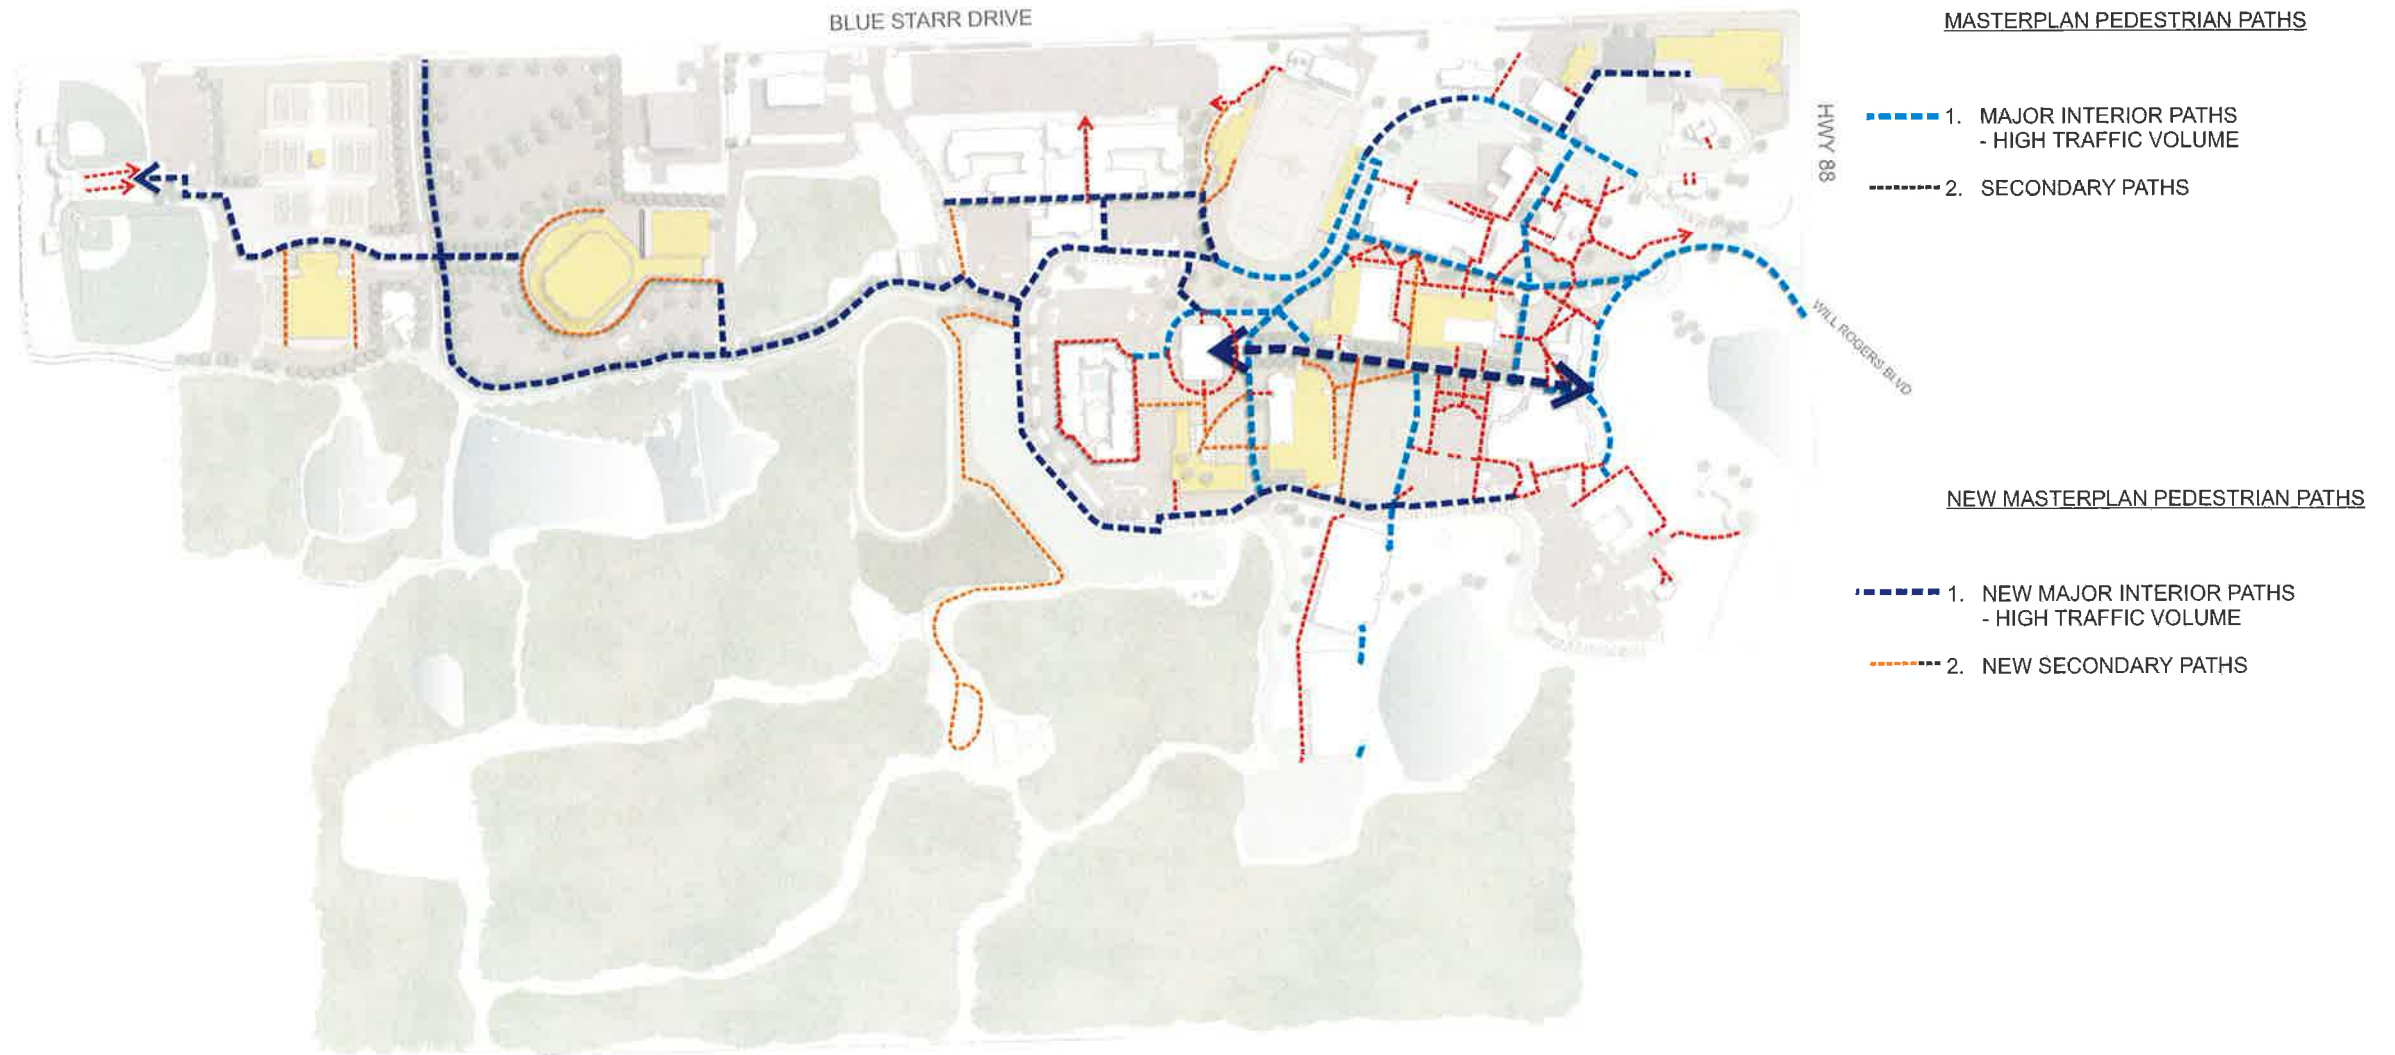 BLUE STARR DRIVE
HWY 88
WILL ROGERS BLVD
MASTERPLAN PEDESTRIAN PATHS
1. MAJOR INTERIOR PATHS
- HIGH TRAFFIC VOLUME
2. SECONDARY PATHS
NEW MASTERPLAN PEDESTRIAN PATHS
1. NEW MAJOR INTERIOR PATHS
- HIGH TRAFFIC VOLUME
2. NEW SECONDARY PATHS